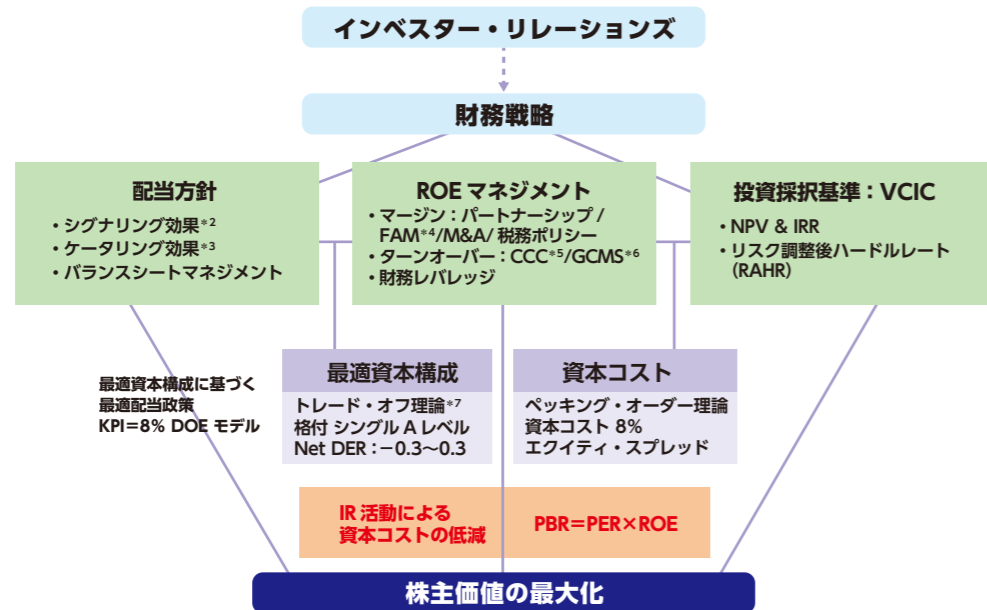 インベスター・リレーションズ
財務戦略
配当方針
・シグナリング効果*2
・ケータリング効果*3
・バランスシートマネジメント
ROE マネジメント
・マージン：パートナーシップ /
FAM*4/M&A/ 税務ポリシー
・ターンオーバー：CCC*5/GCMS*6
・財務レバレッジ
投資採択基準：VCIC
・NPV & IRR
・リスク調整後ハードルレート
(RAHR)
最適資本構成に基づく
最適配当政策
KPI=8% DOE モデル
最適資本構成
トレード・オフ理論*7
格付 シングル A レベル
Net DER：−0.3〜0.3
資本コスト
ペッキング・オーダー理論
資本コスト 8%
エクイティ・スプレッド
IR 活動による
資本コストの低減
PBR=PER×ROE
株主価値の最大化